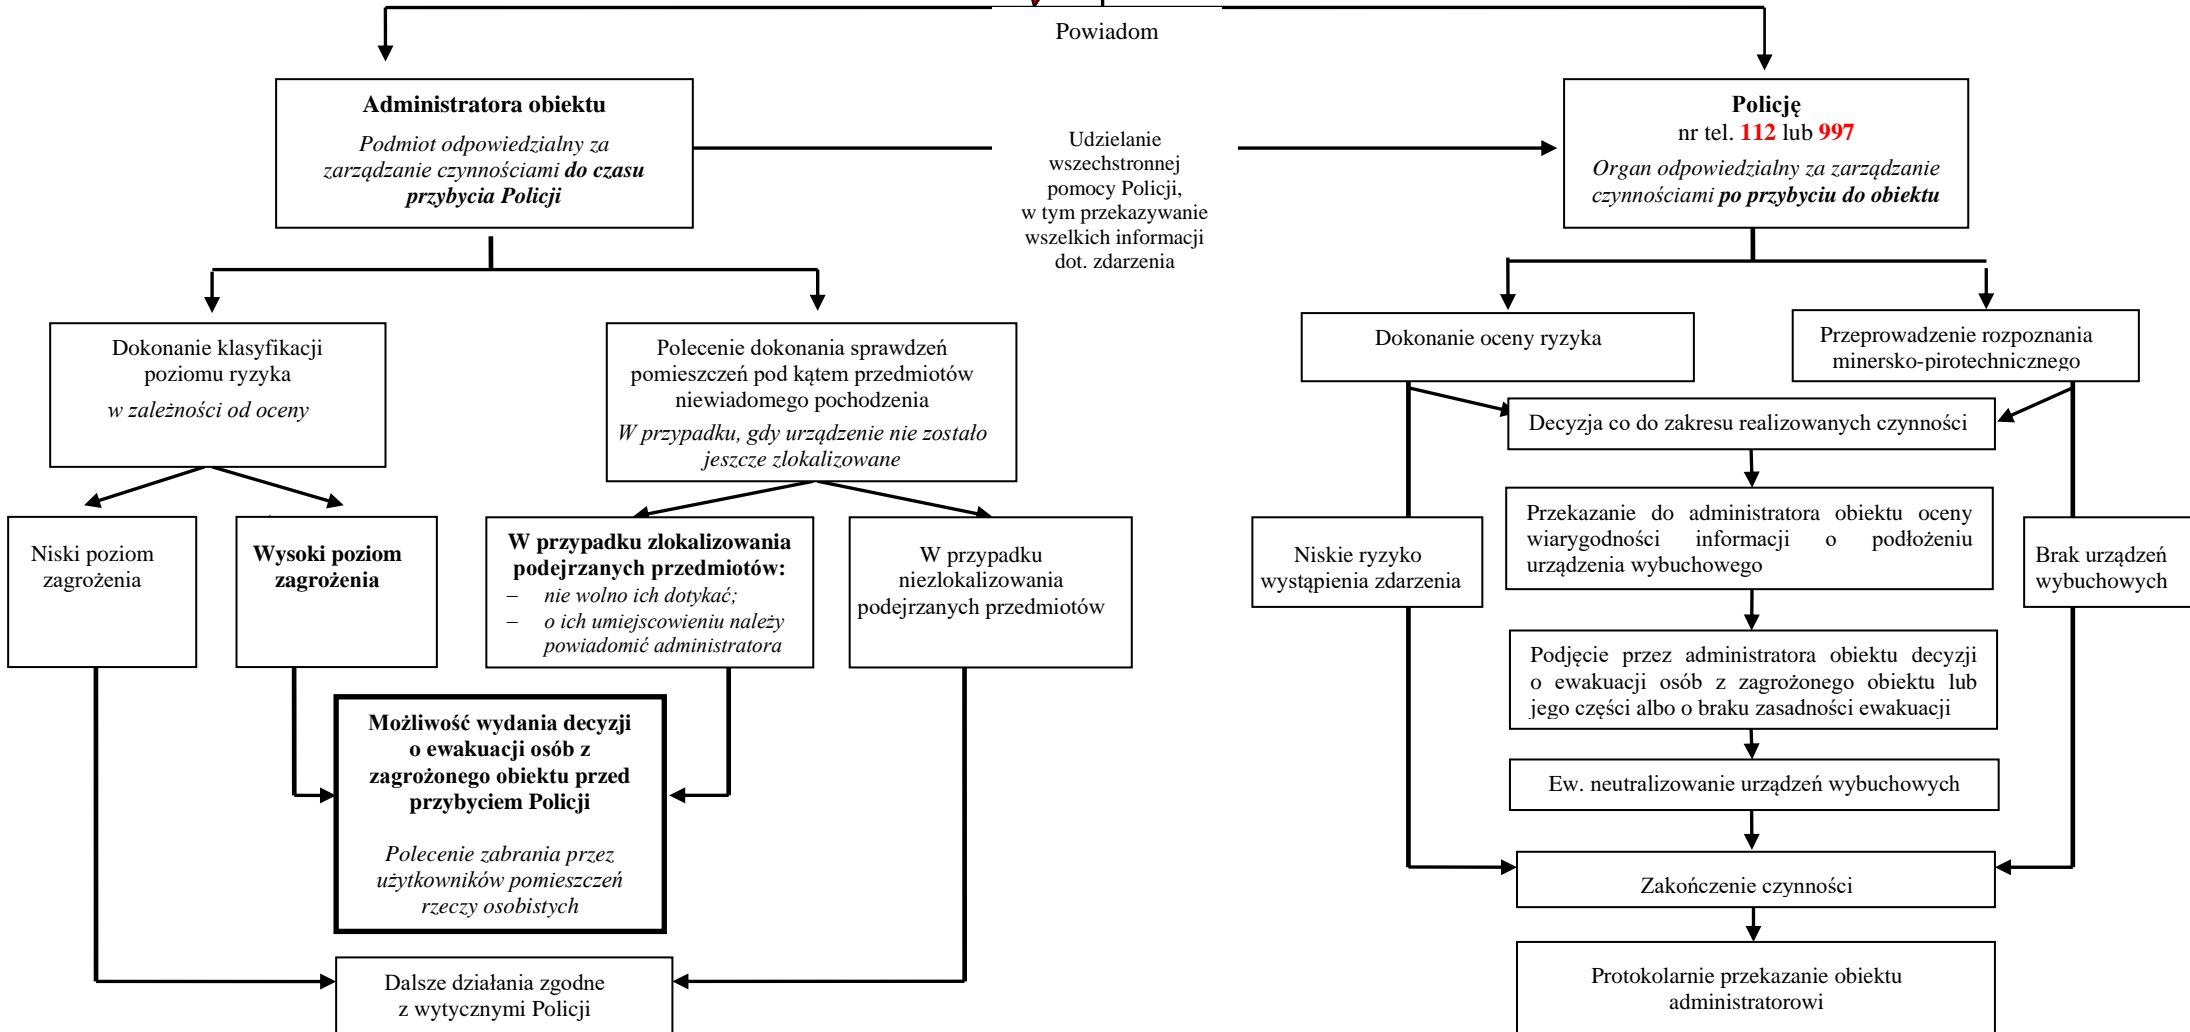 Powiadom
Administratora obiektu
Podmiot odpowiedzialny za
zarządzanie czynnościami do czasu
przybycia Policji
Udzielanie
wszechstronnej
pomocy Policji,
w tym przekazywanie
wszelkich informacji
dot. zdarzenia
Policję
nr tel. 112 lub 997
Organ odpowiedzialny za zarządzanie
czynnościami po przybyciu do obiektu
Dokonanie klasyfikacji
poziomu ryzyka
w zależności od oceny
Polecenie dokonania sprawdzeń
pomieszczeń pod kątem przedmiotów
niewiadomego pochodzenia
W przypadku, gdy urządzenie nie zostało
jeszcze zlokalizowane
Dokonanie oceny ryzyka
Przeprowadzenie rozpoznania
minersko-pirotechnicznego
Decyzja co do zakresu realizowanych czynności
Niski poziom
zagrożenia
Wysoki poziom
zagrożenia
W przypadku zlokalizowania
podejrzanych przedmiotów:
– nie wolno ich dotykać;
– o ich umiejscowieniu należy
powiadomić administratora
W przypadku
niezlokalizowania
podejrzanych przedmiotów
Niskie ryzyko
wystąpienia zdarzenia
Przekazanie do administratora obiektu oceny
wiarygodności informacji o podłożeniu
urządzenia wybuchowego
Brak urządzeń
wybuchowych
Podjęcie przez administratora obiektu decyzji
o ewakuacji osób z zagrożonego obiektu lub
jego części albo o braku zasadności ewakuacji
Możliwość wydania decyzji
o ewakuacji osób z
zagrożonego obiektu przed
przybyciem Policji
Polecenie zabrania przez
użytkowników pomieszczeń
rzeczy osobistych
Ew. neutralizowanie urządzeń wybuchowych
Zakończenie czynności
Dalsze działania zgodne
z wytycznymi Policji
Protokolarnie przekazanie obiektu
administratorowi